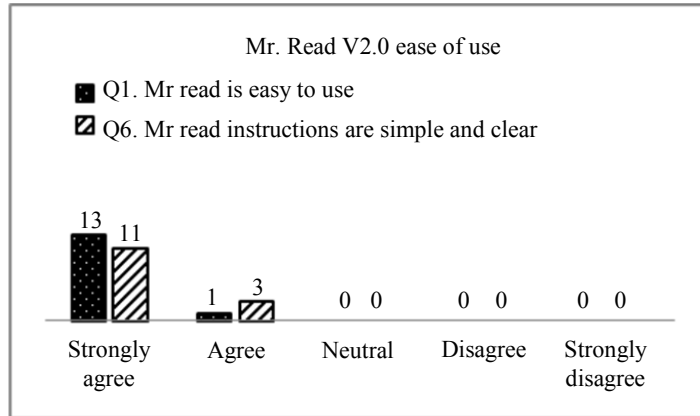 Mr. Read V2.0 ease of use
Q1. Mr read is easy to use
Q6. Mr read instructions are simple and clear
13 11 1 3 0 0 0 0 0 0
Strongly agree Agree Neutral Disagree Strongly disagree